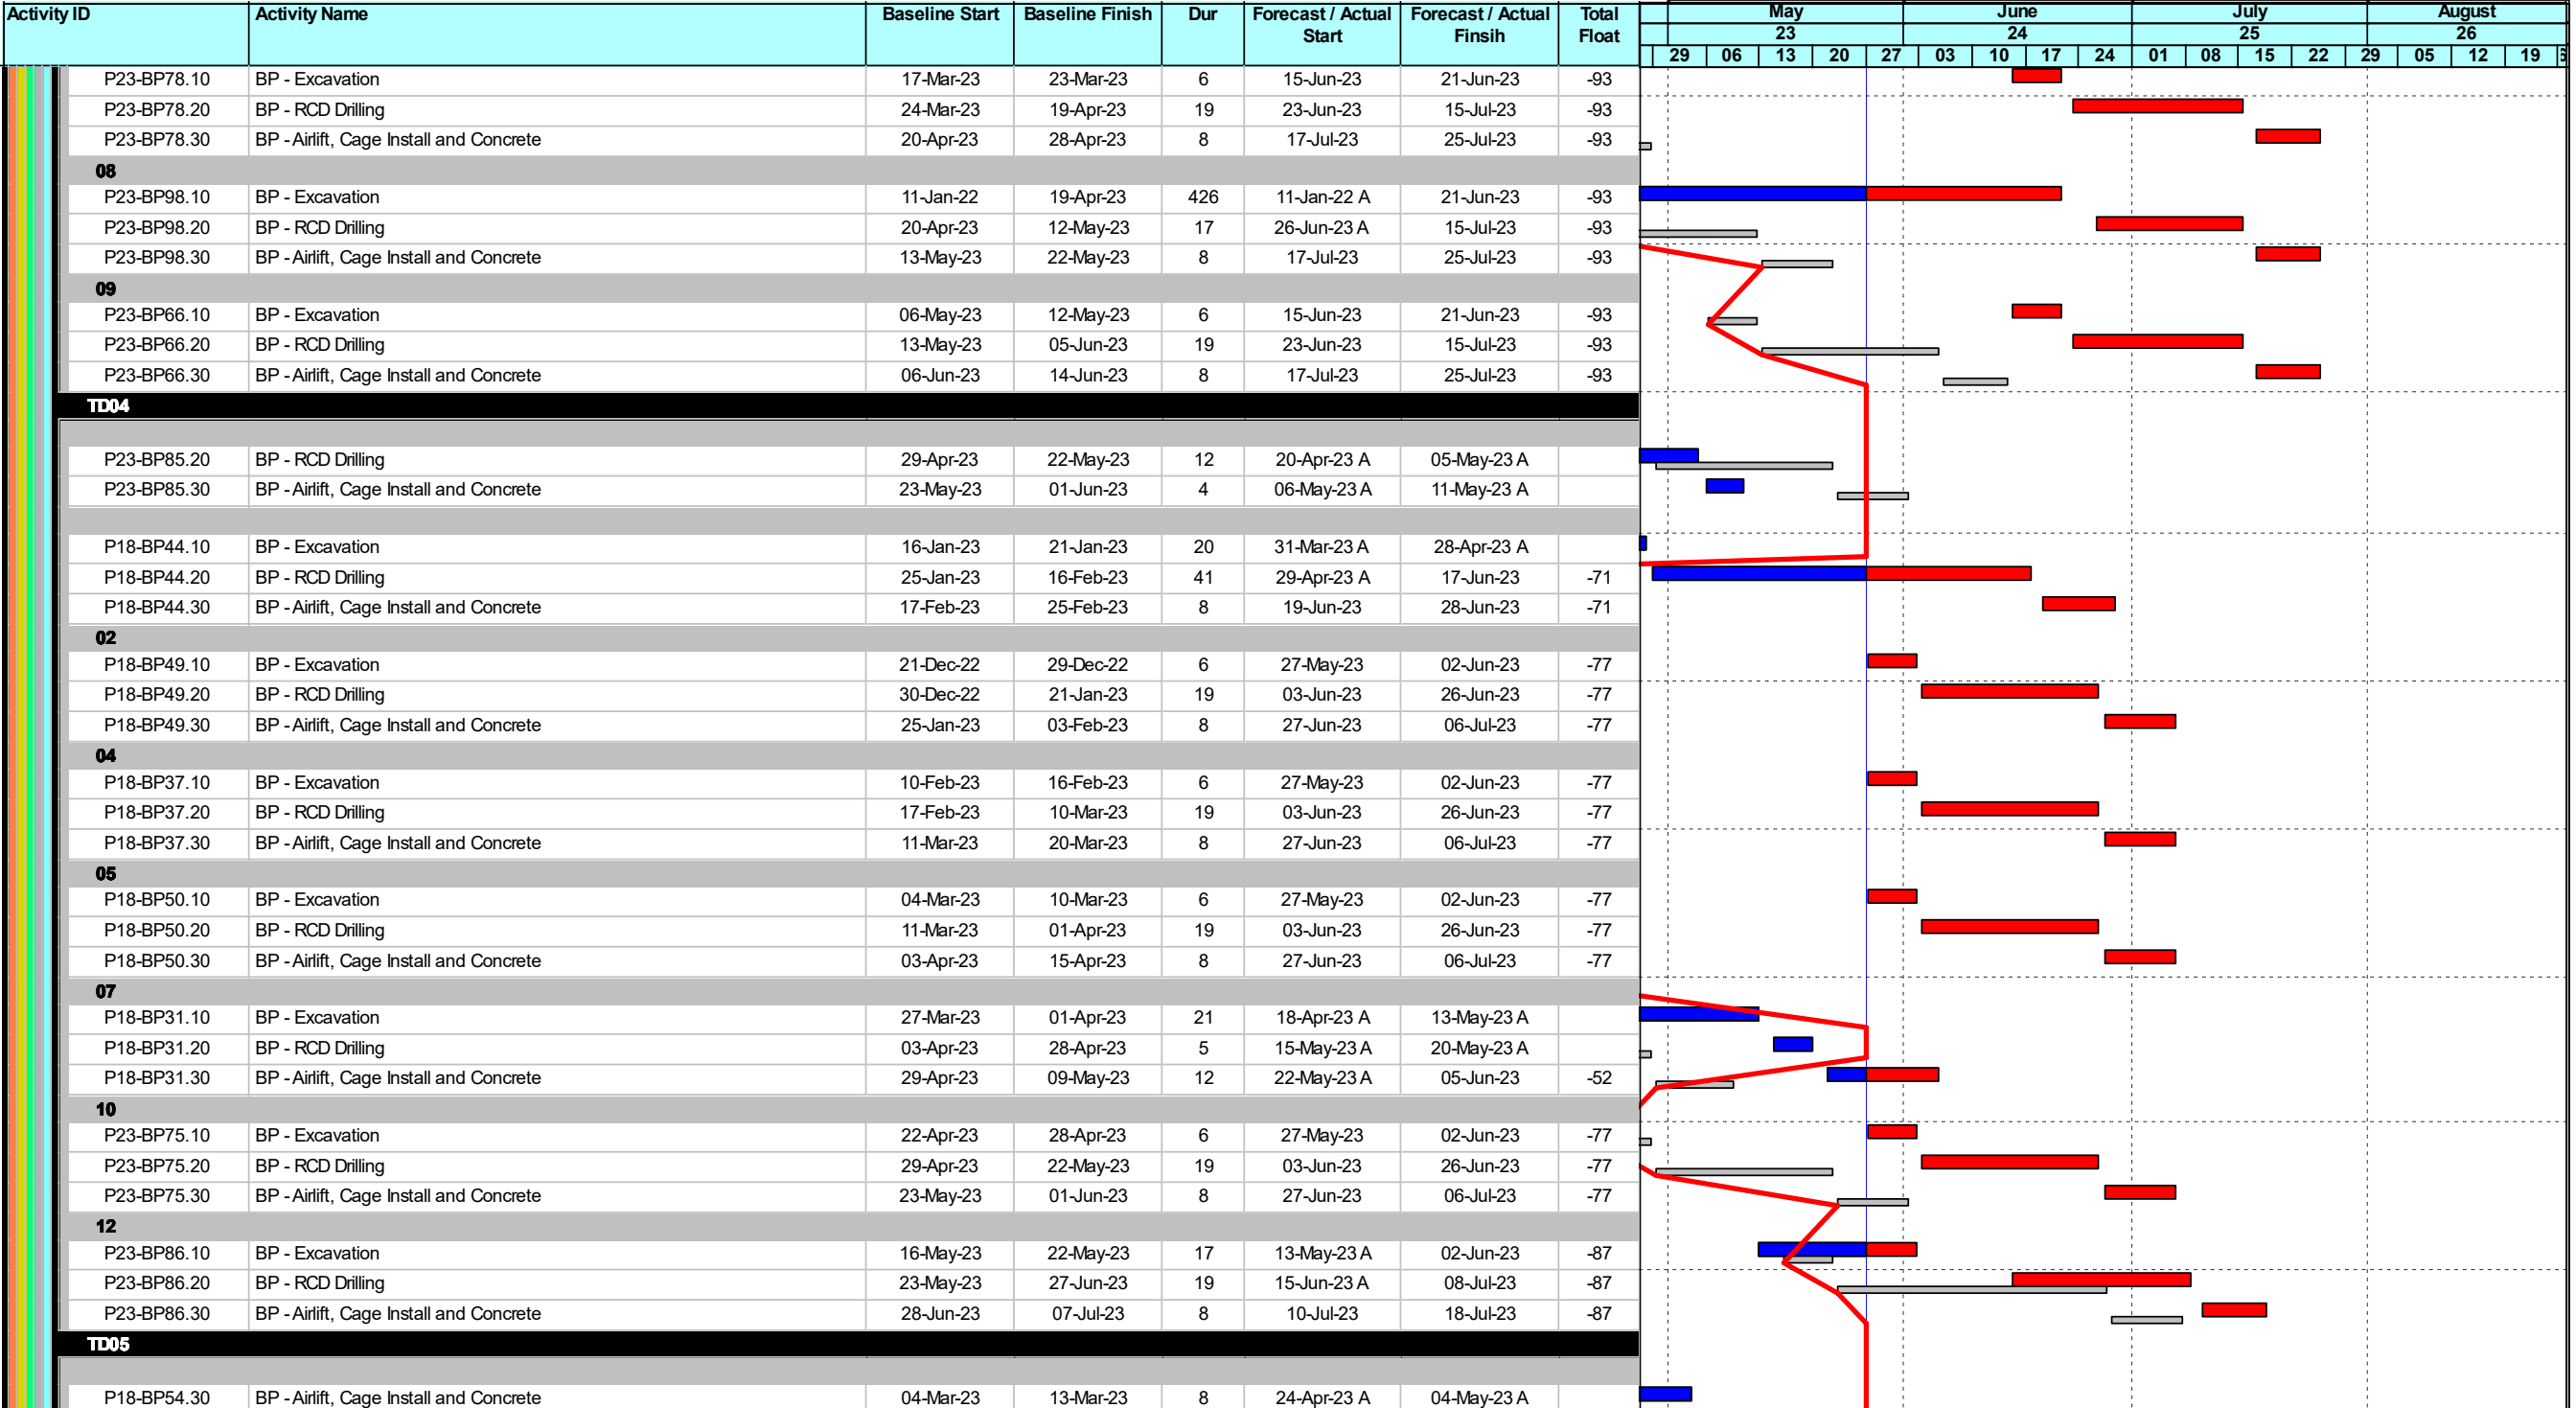 Activity ID Activity Name Baseline Start Baseline Finish Dur Forecast / Actual Start Forecast / Actual Finsih Total Float May June July August
23 24 25 26
29 06 13 20 27 03 10 17 24 01 08 15 22 29 05 12 19
P23-BP78.10 BP - Excavation 17-Mar-23 23-Mar-23 6 15-Jun-23 21-Jun-23 -93
P23-BP78.20 BP - RCD Drilling 24-Mar-23 19-Apr-23 19 23-Jun-23 15-Jul-23 -93
P23-BP78.30 BP - Airlift, Cage Install and Concrete 20-Apr-23 28-Apr-23 8 17-Jul-23 25-Jul-23 -93
08
P23-BP98.10 BP - Excavation 11-Jan-22 19-Apr-23 426 11-Jan-22 A 21-Jun-23 -93
P23-BP98.20 BP - RCD Drilling 20-Apr-23 12-May-23 17 26-Jun-23 A 15-Jul-23 -93
P23-BP98.30 BP - Airlift, Cage Install and Concrete 13-May-23 22-May-23 8 17-Jul-23 25-Jul-23 -93
09
P23-BP66.10 BP - Excavation 06-May-23 12-May-23 6 15-Jun-23 21-Jun-23 -93
P23-BP66.20 BP - RCD Drilling 13-May-23 05-Jun-23 19 23-Jun-23 15-Jul-23 -93
P23-BP66.30 BP - Airlift, Cage Install and Concrete 06-Jun-23 14-Jun-23 8 17-Jul-23 25-Jul-23 -93
TD04
P23-BP85.20 BP - RCD Drilling 29-Apr-23 22-May-23 12 20-Apr-23 A 05-May-23 A
P23-BP85.30 BP - Airlift, Cage Install and Concrete 23-May-23 01-Jun-23 4 06-May-23 A 11-May-23 A
P18-BP44.10 BP - Excavation 16-Jan-23 21-Jan-23 20 31-Mar-23 A 28-Apr-23 A
P18-BP44.20 BP - RCD Drilling 25-Jan-23 16-Feb-23 41 29-Apr-23 A 17-Jun-23 -71
P18-BP44.30 BP - Airlift, Cage Install and Concrete 17-Feb-23 25-Feb-23 8 19-Jun-23 28-Jun-23 -71
02
P18-BP49.10 BP - Excavation 21-Dec-22 29-Dec-22 6 27-May-23 02-Jun-23 -77
P18-BP49.20 BP - RCD Drilling 30-Dec-22 21-Jan-23 19 03-Jun-23 26-Jun-23 -77
P18-BP49.30 BP - Airlift, Cage Install and Concrete 25-Jan-23 03-Feb-23 8 27-Jun-23 06-Jul-23 -77
04
P18-BP37.10 BP - Excavation 10-Feb-23 16-Feb-23 6 27-May-23 02-Jun-23 -77
P18-BP37.20 BP - RCD Drilling 17-Feb-23 10-Mar-23 19 03-Jun-23 26-Jun-23 -77
P18-BP37.30 BP - Airlift, Cage Install and Concrete 11-Mar-23 20-Mar-23 8 27-Jun-23 06-Jul-23 -77
05
P18-BP50.10 BP - Excavation 04-Mar-23 10-Mar-23 6 27-May-23 02-Jun-23 -77
P18-BP50.20 BP - RCD Drilling 11-Mar-23 01-Apr-23 19 03-Jun-23 26-Jun-23 -77
P18-BP50.30 BP - Airlift, Cage Install and Concrete 03-Apr-23 15-Apr-23 8 27-Jun-23 06-Jul-23 -77
07
P18-BP31.10 BP - Excavation 27-Mar-23 01-Apr-23 21 18-Apr-23 A 13-May-23 A
P18-BP31.20 BP - RCD Drilling 03-Apr-23 28-Apr-23 5 15-May-23 A 20-May-23 A
P18-BP31.30 BP - Airlift, Cage Install and Concrete 29-Apr-23 09-May-23 12 22-May-23 A 05-Jun-23 -52
10
P23-BP75.10 BP - Excavation 22-Apr-23 28-Apr-23 6 27-May-23 02-Jun-23 -77
P23-BP75.20 BP - RCD Drilling 29-Apr-23 22-May-23 19 03-Jun-23 26-Jun-23 -77
P23-BP75.30 BP - Airlift, Cage Install and Concrete 23-May-23 01-Jun-23 8 27-Jun-23 06-Jul-23 -77
12
P23-BP86.10 BP - Excavation 16-May-23 22-May-23 17 13-May-23 A 02-Jun-23 -87
P23-BP86.20 BP - RCD Drilling 23-May-23 27-Jun-23 19 15-Jun-23 A 08-Jul-23 -87
P23-BP86.30 BP - Airlift, Cage Install and Concrete 28-Jun-23 07-Jul-23 8 10-Jul-23 18-Jul-23 -87
TD05
P18-BP54.30 BP - Airlift, Cage Install and Concrete 04-Mar-23 13-Mar-23 8 24-Apr-23 A 04-May-23 A